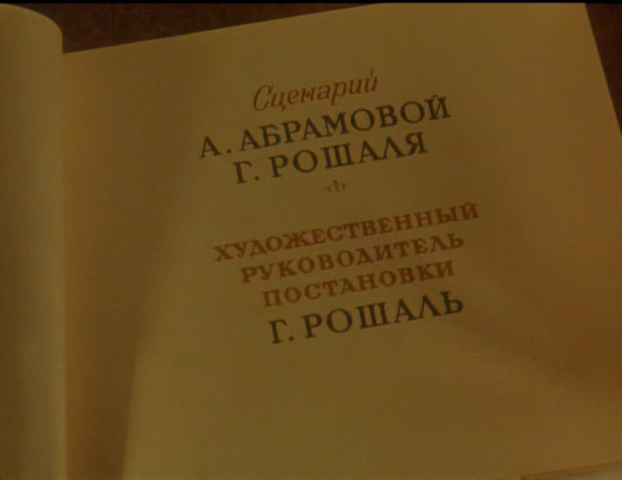 Сценарий
А. АБРАМОВОЙ
Г. РОШАЛЯ
ХУДОЖЕСТВЕННЫЙ
РУКОВОДИТЕЛЬ
ПОСТАНОВКИ
Г. РОШАЛЬ